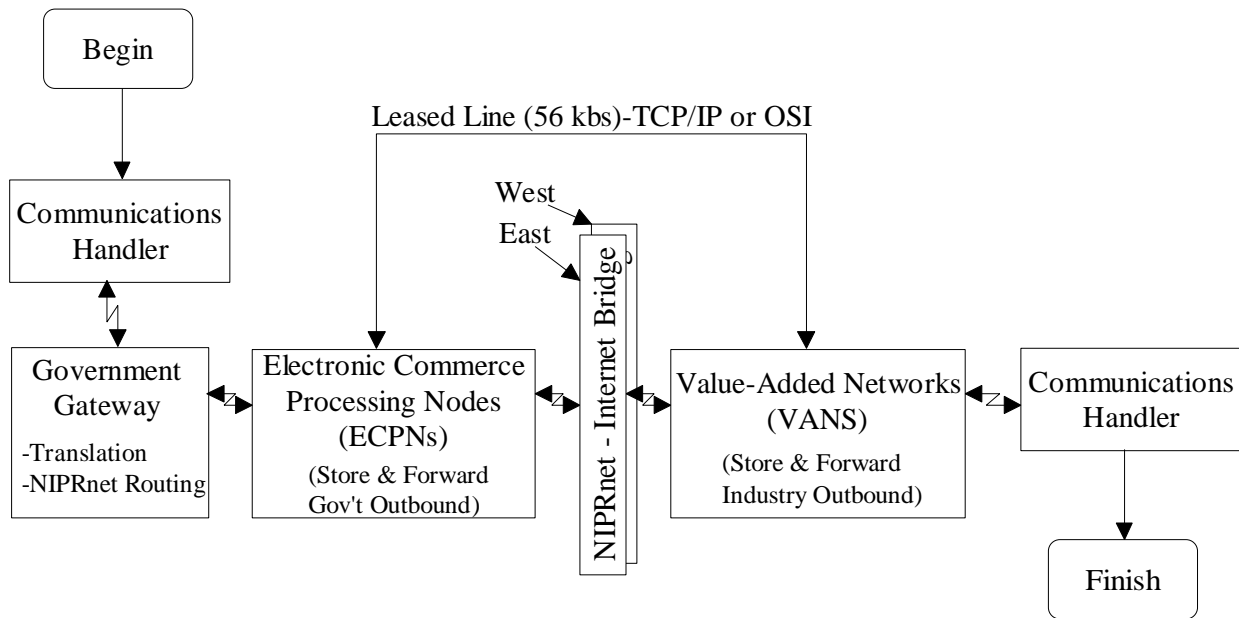 Begin
Leased Line (56 kbs)-TCP/IP or OSI
Communications
Handler
West
East
NIPRnet - Internet Bridge
Government
Gateway
-Translation
-NIPRnet Routing
Electronic Commerce
Processing Nodes
(ECPNs)
(Store & Forward
Gov't Outbound)
Value-Added Networks
(VANS)
(Store & Forward
Industry Outbound)
Communications
Handler
Finish